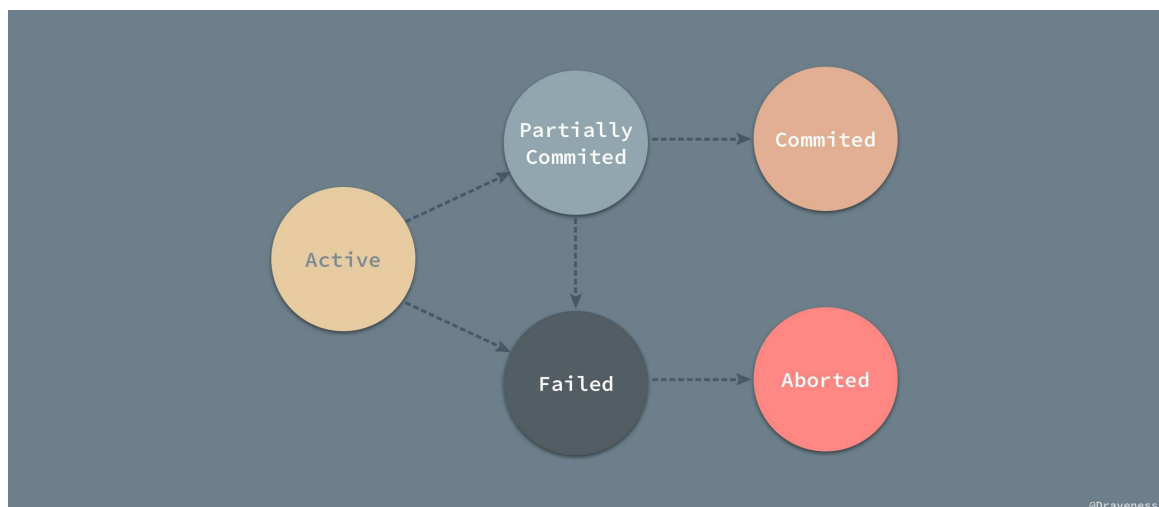 Partially
Commited
Commited
Active
Failed
Aborted
@Draveness